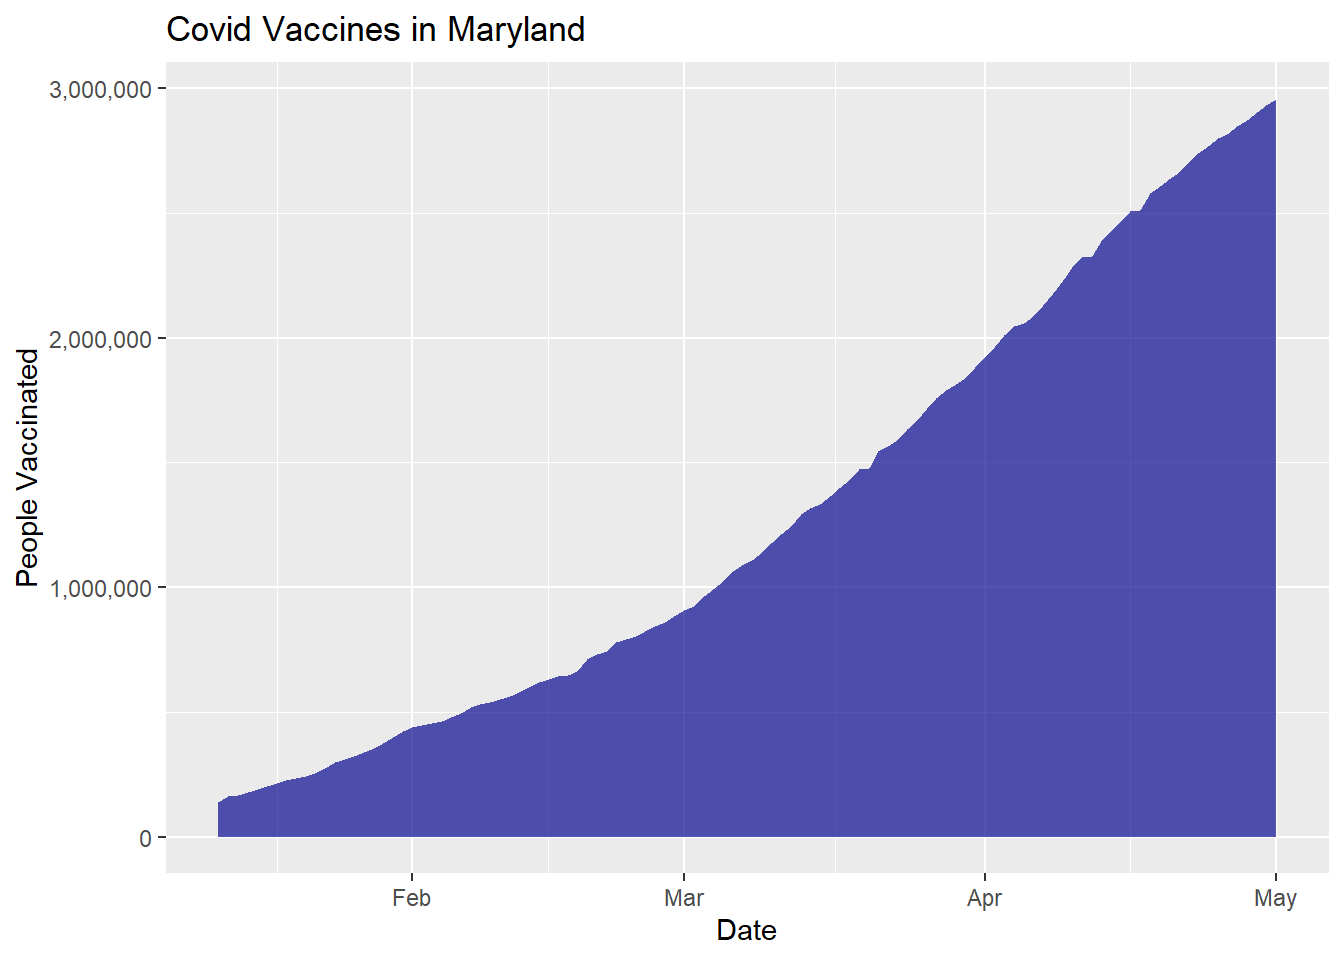 Covid Vaccines in Maryland
3,000,000
2,000,000
1,000,000
0
People Vaccinated
Feb Mar Apr May
Date